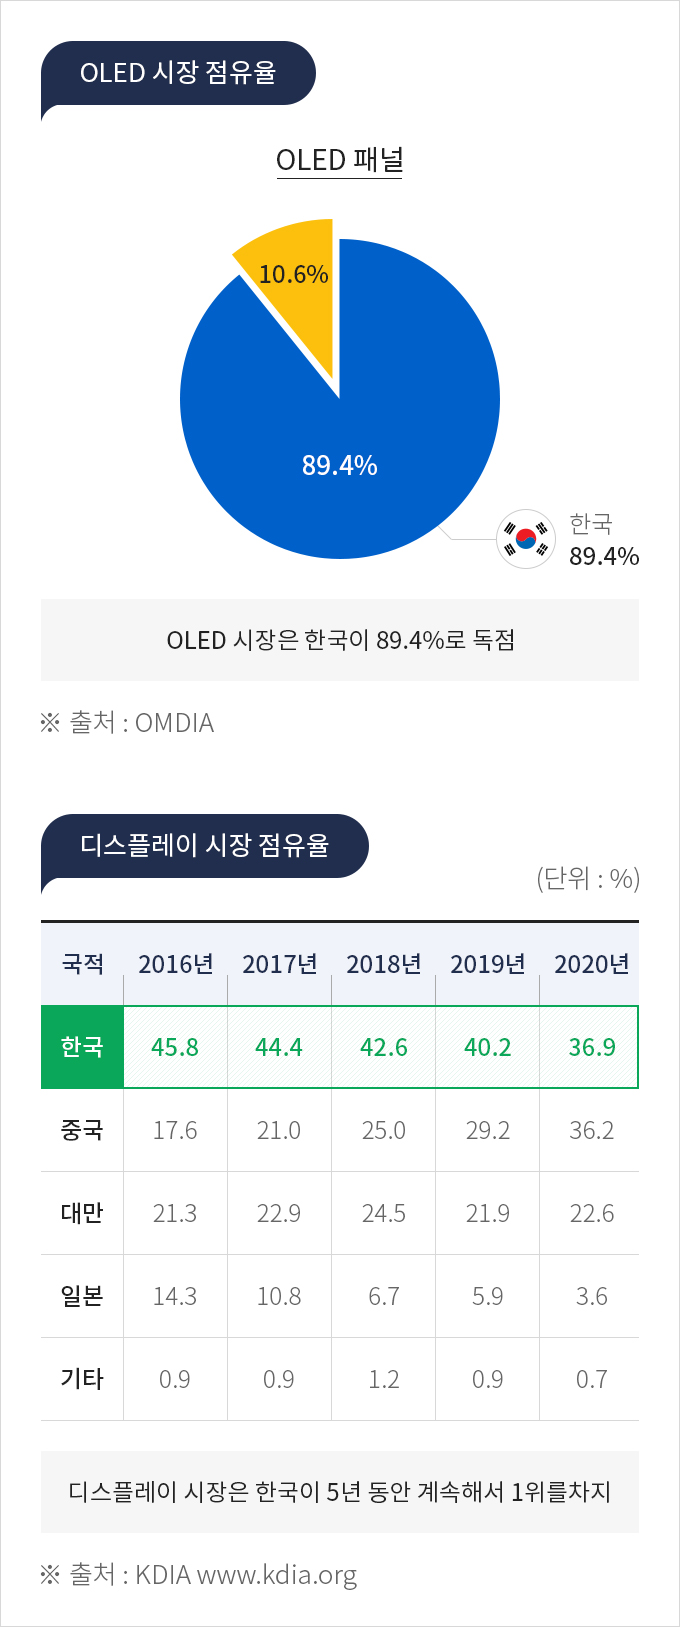 OLED 시장 점유율
OLED 패널
10.6%
89.4%
한국
89.4%
OLED 시장은 한국이 89.4%로 독점
※ 출처 : OMDIA
디스플레이 시장 점유율
(단위 : %)
국적 2016년 2017년 2018년 2019년 2020년
한국 45.8 44.4 42.6 40.2 36.9
중국 17.6 21.0 25.0 29.2 36.2
대만 21.3 22.9 24.5 21.9 22.6
일본 14.3 10.8 6.7 5.9 3.6
기타 0.9 0.9 1.2 0.9 0.7
디스플레이 시장은 한국이 5년 동안 계속해서 1위를차지
※ 출처 : KDIA www.kdia.org